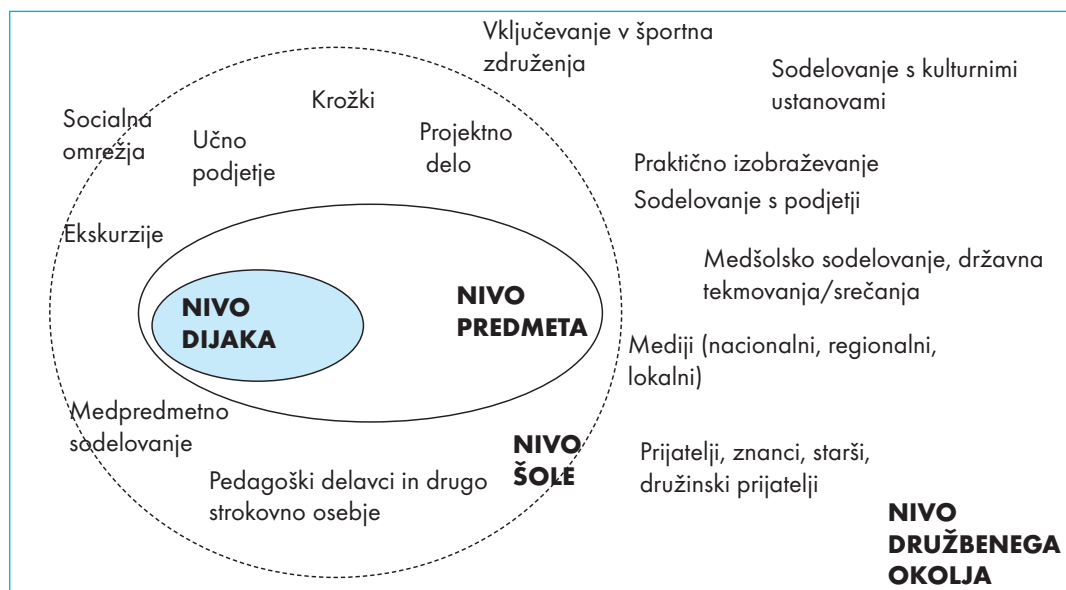 Vključevanje v športna
združenja
Sodelovanje s kulturnimi
ustanovami
Krožki
Socialna
omrežja
Učno
podjetje
Projektno
delo
Praktično izobraževanje
Sodelovanje s podjetji
Ekskurzije
Medšolsko sodelovanje, državna
tekmovanja/srečanja
NIVO
DIJAKA
NIVO
PREDMETA
Mediji (nacionalni, regionalni,
lokalni)
Medpredmetno
sodelovanje
NIVO
ŠOLE
Prijatelji, znanci, starši,
družinski prijatelji
Pedagoški delavci in drugo
strokovno osebje
NIVO
DRUŽBENEGA
OKOLJA